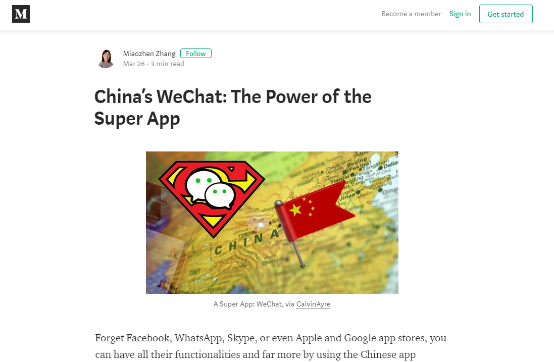 M
Become a member
Sign in
Get started
Miaozhen Zhang
Follow
Mar 26 · 3 min read
China's WeChat: The Power of the
Super App
CHINA
A Super App: WeChat, via CalvinAyre
Forget Facebook, WhatsApp, Skype, or even Apple and Google app stores, you
can have all their functionalities and far more by using the Chinese app